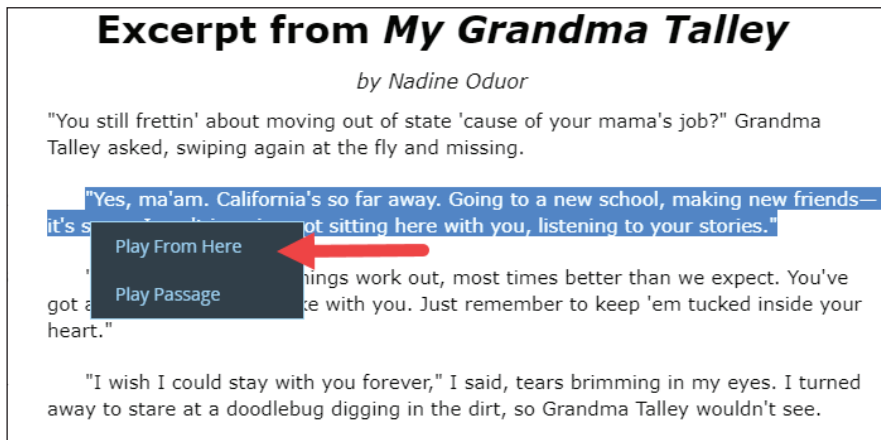 Excerpt from My Grandma Talley
by Nadine Oduor
"You still frettin' about moving out of state 'cause of your mama's job?" Grandma
Talley asked, swiping again at the fly and missing.
"Yes, ma'am. California's so far away. Going to a new school, making new friends—
it's sitting here with you, listening to your stories."
Play From Here
work out, most times better than we expect. You've
Play Passage
got with you. Just remember to keep 'em tucked inside your
heart."
"I wish I could stay with you forever," I said, tears brimming in my eyes. I turned
away to stare at a doodlebug digging in the dirt, so Grandma Talley wouldn't see.